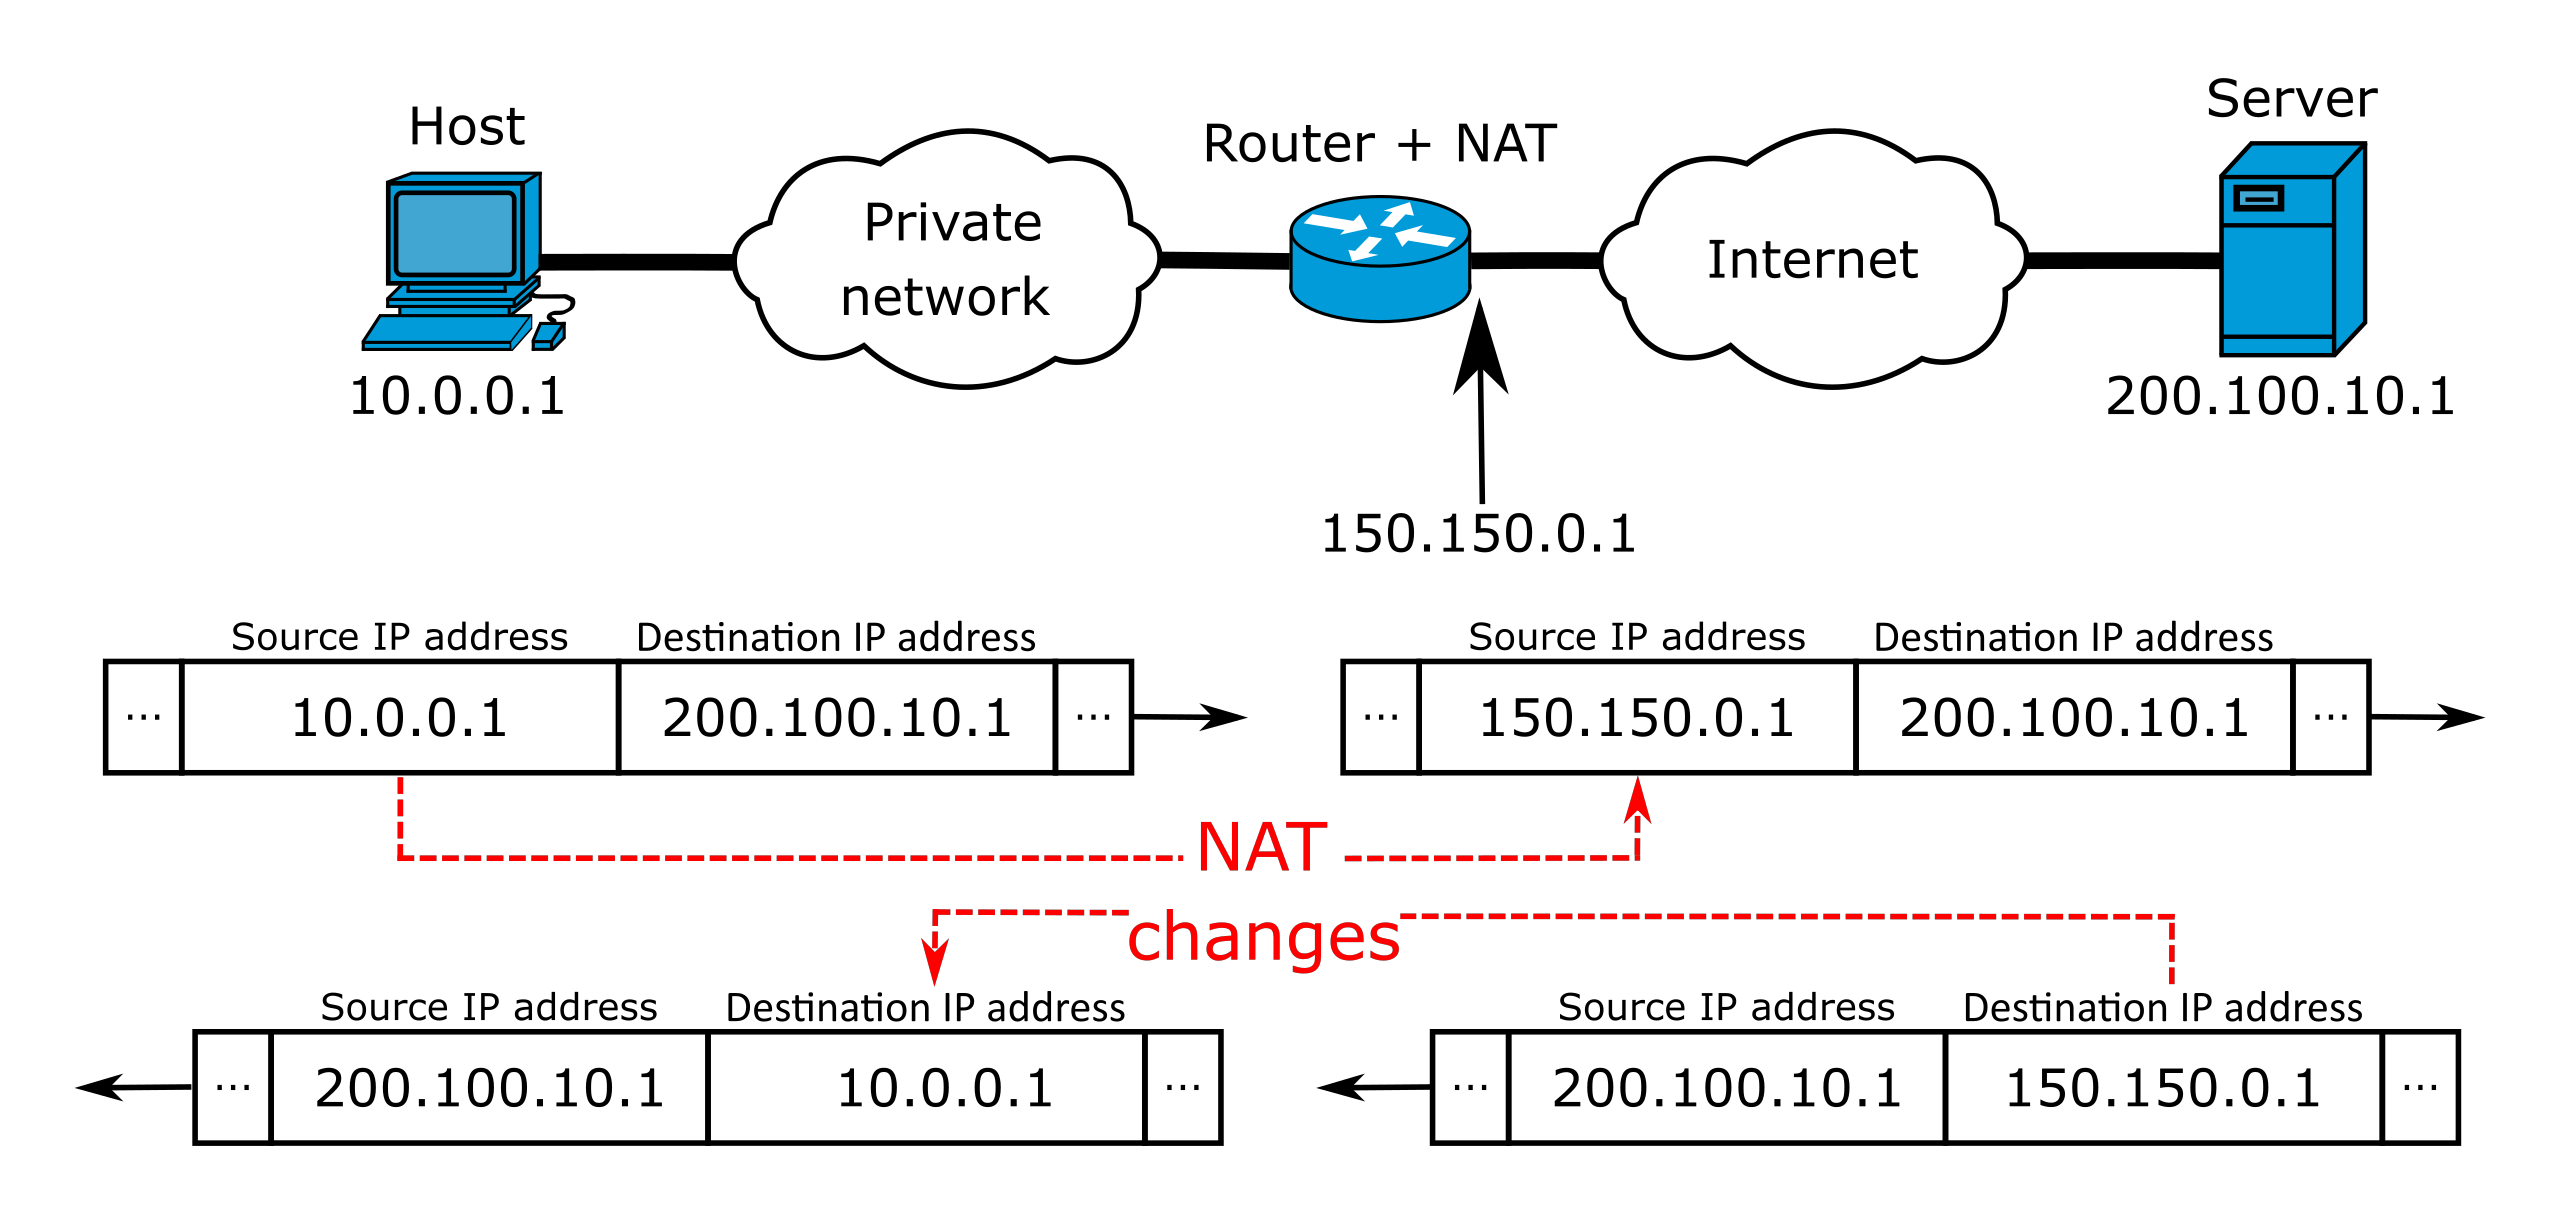 Host
Private
network
Router + NAT
Internet
Server
10.0.0.1
200.100.10.1
150.150.0.1
Source IP address
Destination IP address
Source IP address
Destination IP address
... 10.0.0.1 200.100.10.1 ...
... 150.150.0.1 200.100.10.1 ...
NAT
changes
Source IP address
Destination IP address
Source IP address
Destination IP address
... 200.100.10.1 10.0.0.1 ...
... 200.100.10.1 150.150.0.1 ...